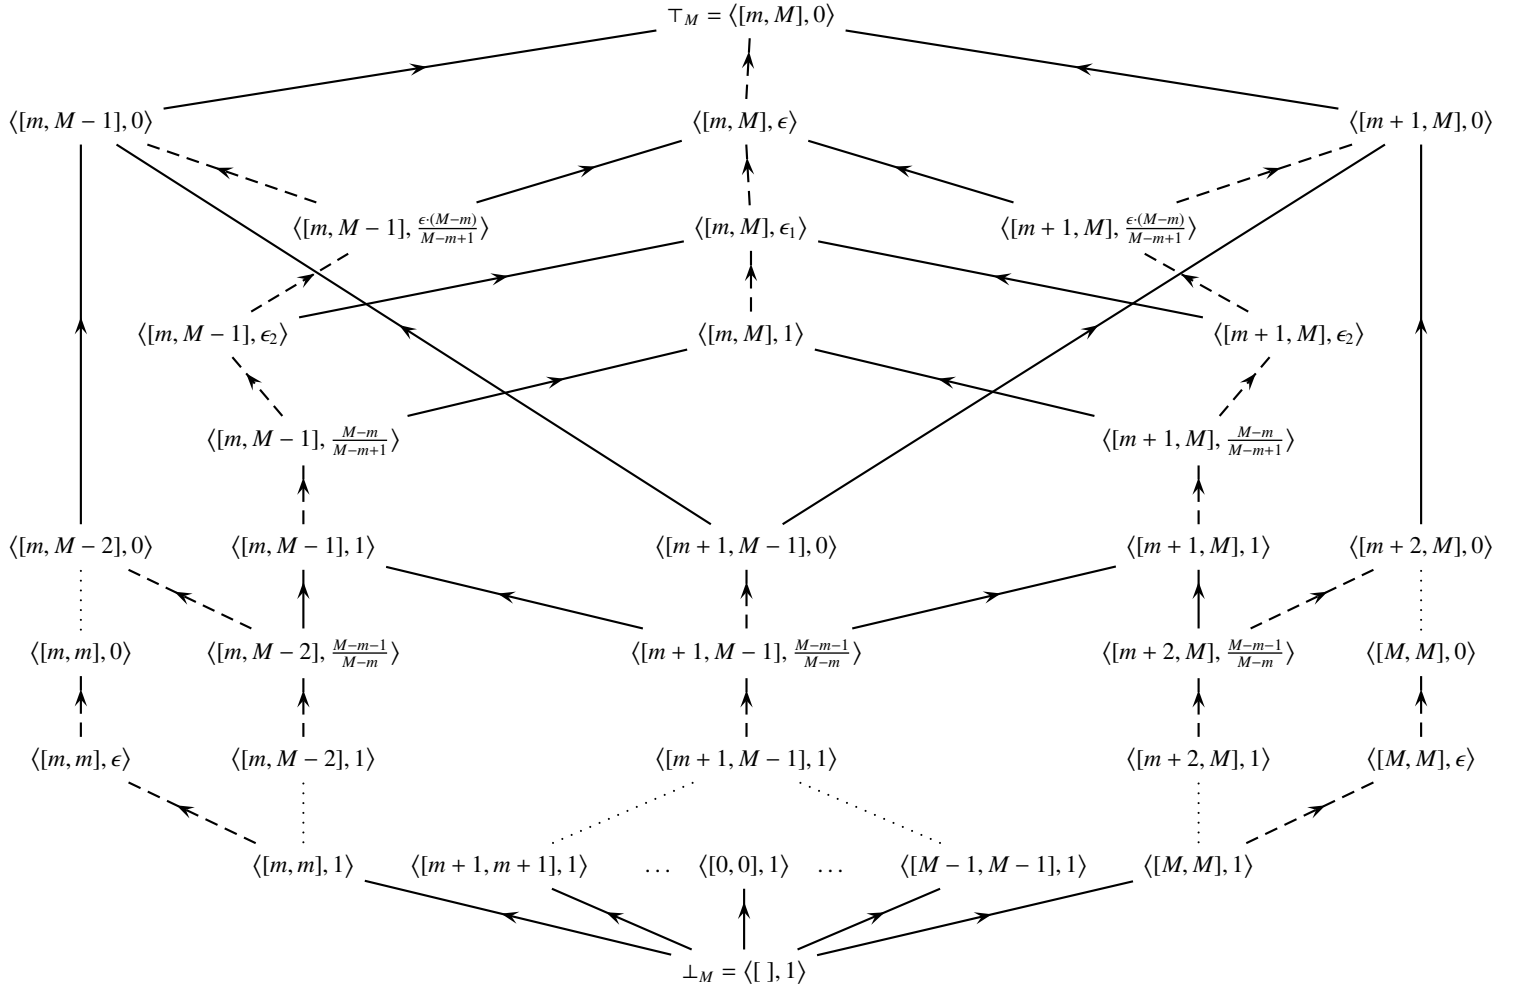 ⊤_M = ⟨[m, M], 0⟩
⟨[m, M − 1], 0⟩ ⟨[m, M], ϵ⟩ ⟨[m + 1, M], 0⟩
⟨[m, M − 1], ϵ·(M−m)/M−m+1⟩ ⟨[m, M], ϵ₁⟩ ⟨[m + 1, M], ϵ·(M−m)/M−m+1⟩
⟨[m, M − 1], ϵ₂⟩ ⟨[m, M], 1⟩ ⟨[m + 1, M], ϵ₂⟩
⟨[m, M − 1], M−m/M−m+1⟩ ⟨[m + 1, M], M−m/M−m+1⟩
⟨[m, M − 2], 0⟩ ⟨[m, M − 1], 1⟩ ⟨[m + 1, M − 1], 0⟩ ⟨[m + 1, M], 1⟩ ⟨[m + 2, M], 0⟩
⟨[m, m], 0⟩ ⟨[m, M − 2], M−m−1/M−m⟩ ⟨[m + 1, M − 1], M−m−1/M−m⟩ ⟨[m + 2, M], M−m−1/M−m⟩ ⟨[M, M], 0⟩
⟨[m, m], ϵ⟩ ⟨[m, M − 2], 1⟩ ⟨[m + 1, M − 1], 1⟩ ⟨[m + 2, M], 1⟩ ⟨[M, M], ϵ⟩
⟨[m, m], 1⟩ ⟨[m + 1, m + 1], 1⟩ … ⟨[0, 0], 1⟩ … ⟨[M − 1, M − 1], 1⟩ ⟨[M, M], 1⟩
⊥_M = ⟨[ ], 1⟩